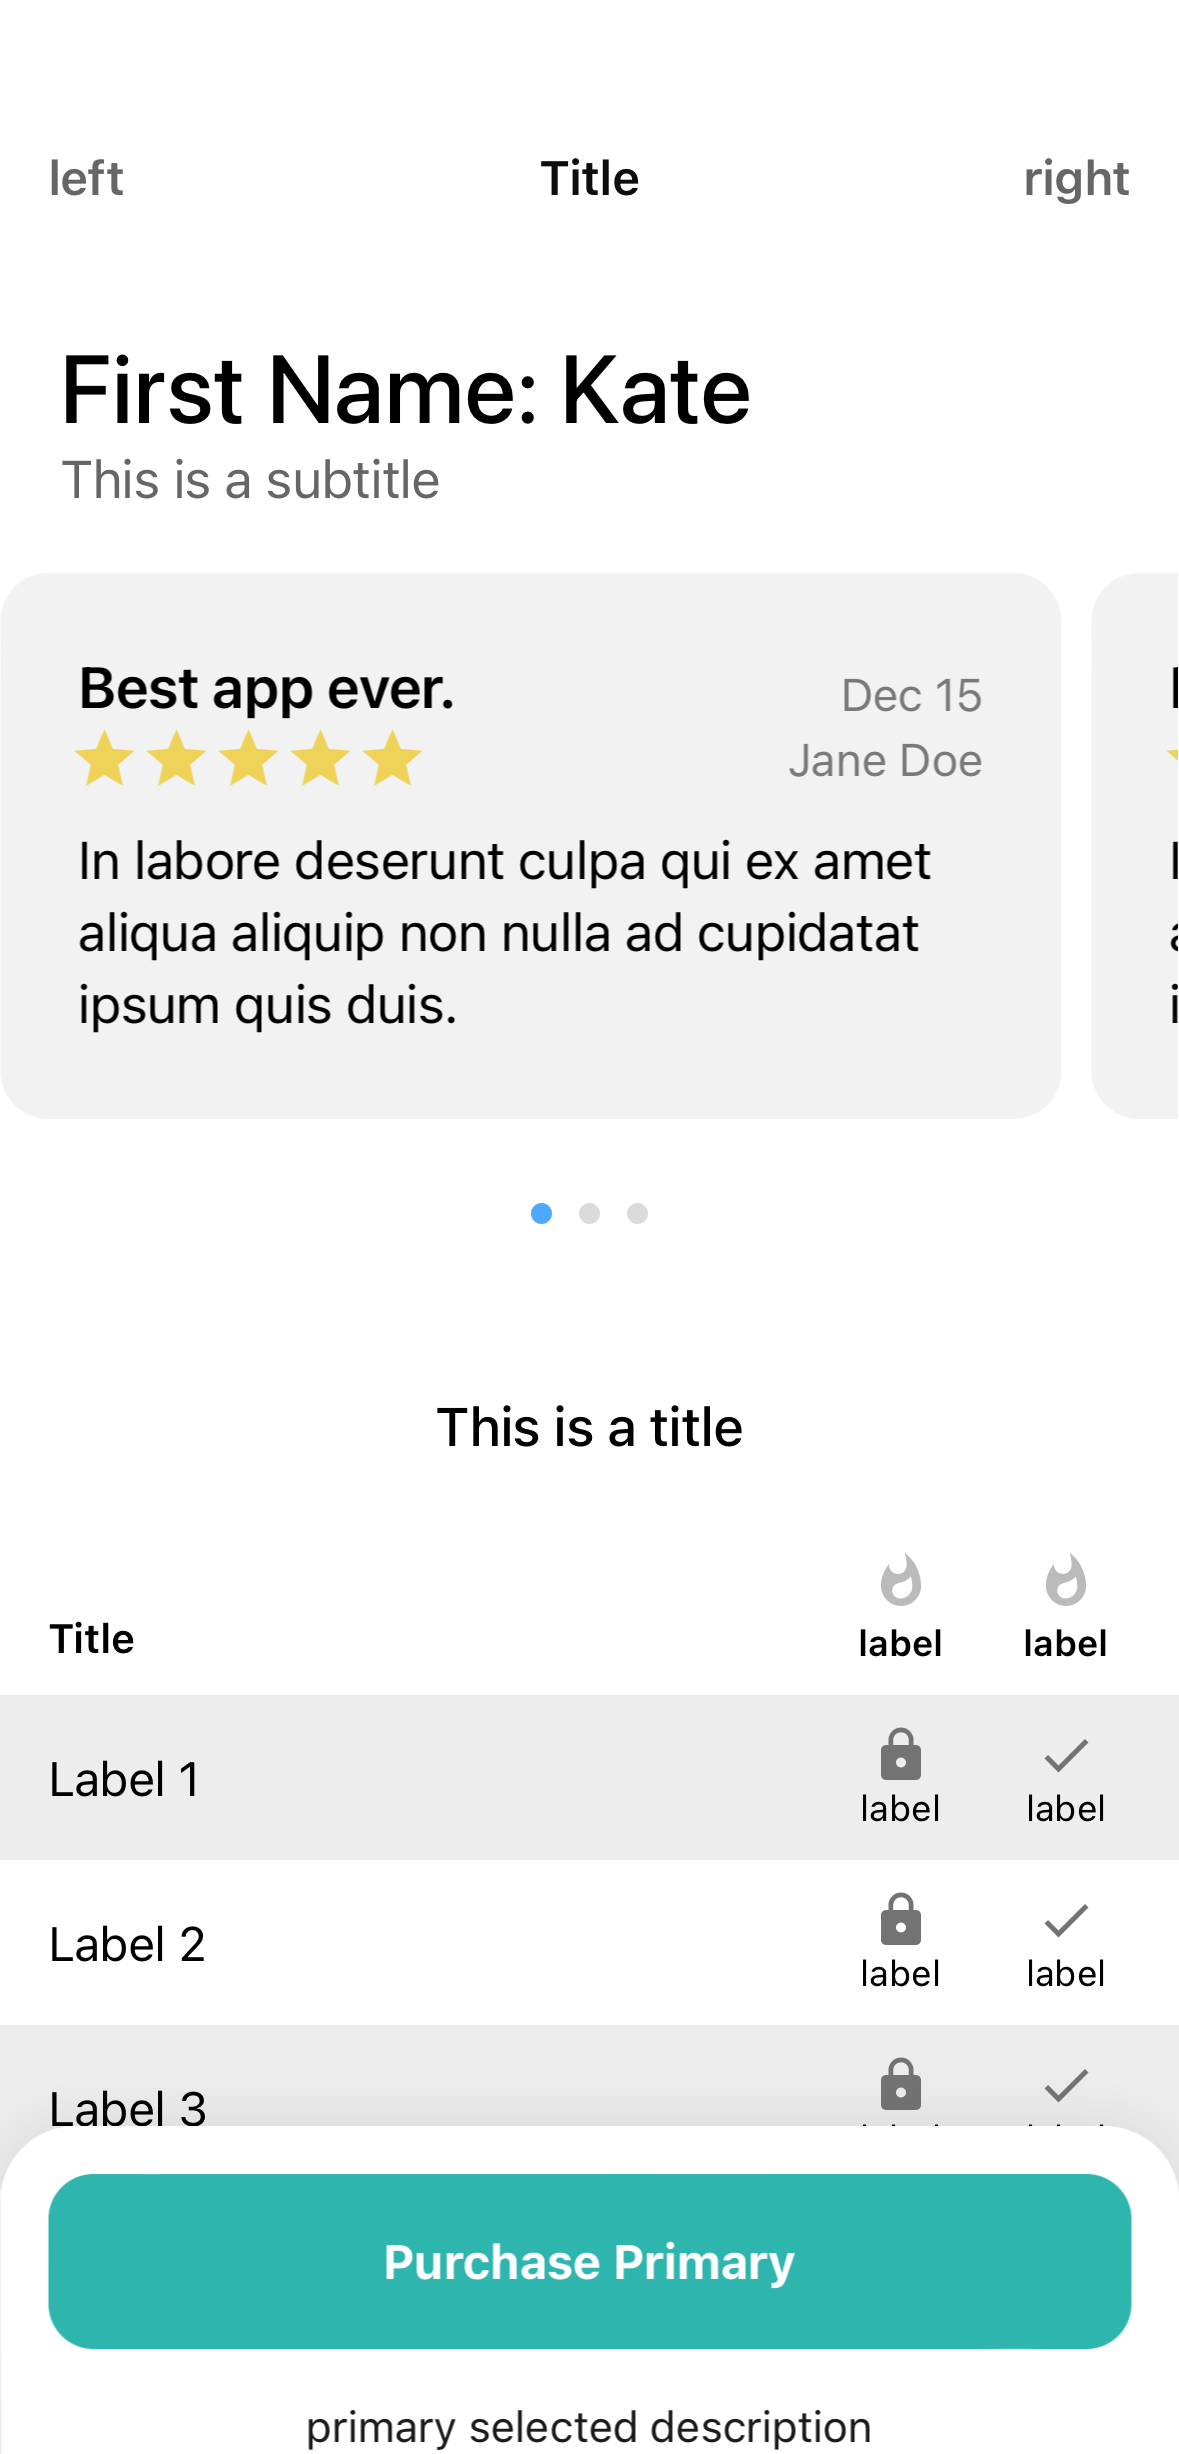 left
Title
right
First Name: Kate
This is a subtitle
Best app ever.
Dec 15
Jane Doe
In labore deserunt culpa qui ex amet
aliqua aliquip non nulla ad cupidatat
ipsum quis duis.
This is a title
Title
label
label
Label 1
label
label
Label 2
label
label
Label 3
Purchase Primary
primary selected description